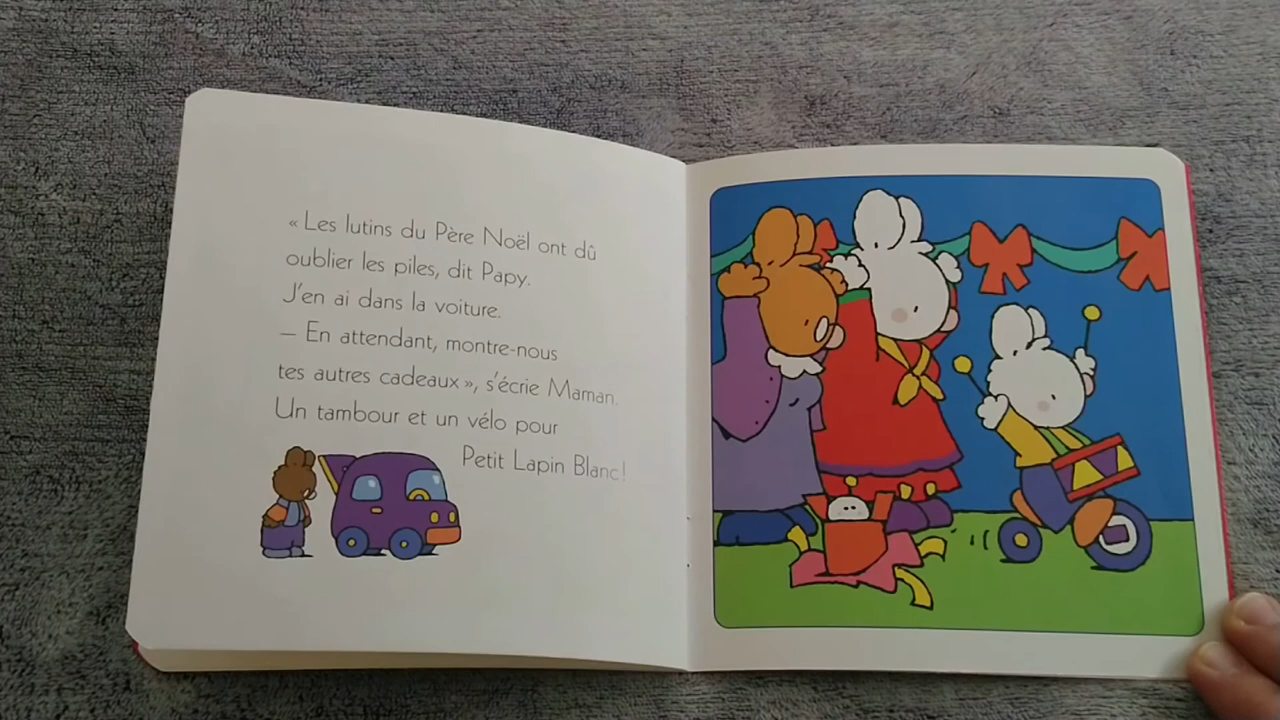 « Les lutins du Père Noël ont dû
oublier les piles, dit Papy.
J'en ai dans la voiture.
– En attendant, montre-nous
tes autres cadeaux », s'écrie Maman.
Un tambour et un vélo pour
Petit Lapin Blanc !